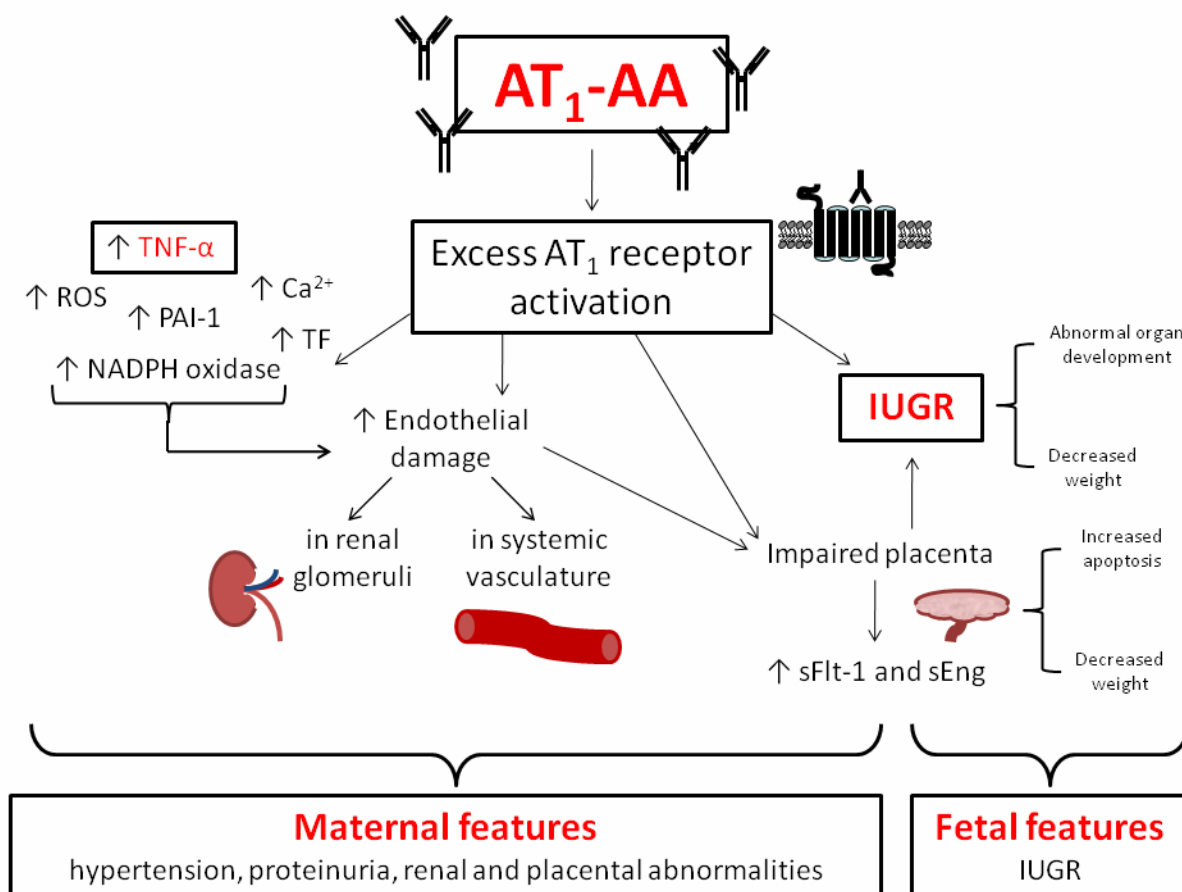 AT₁-AA
Excess AT₁ receptor
activation
↑ TNF-α
↑ ROS
↑ Ca²⁺
↑ PAI-1
↑ TF
↑ NADPH oxidase
↑ Endothelial
damage
in renal
glomeruli
in systemic
vasculature
IUGR
Abnormal organ
development
Decreased
weight
Impaired placenta
Increased
apoptosis
Decreased
weight
↑ sFlt-1 and sEng
Maternal features
hypertension, proteinuria, renal and placental abnormalities
Fetal features
IUGR